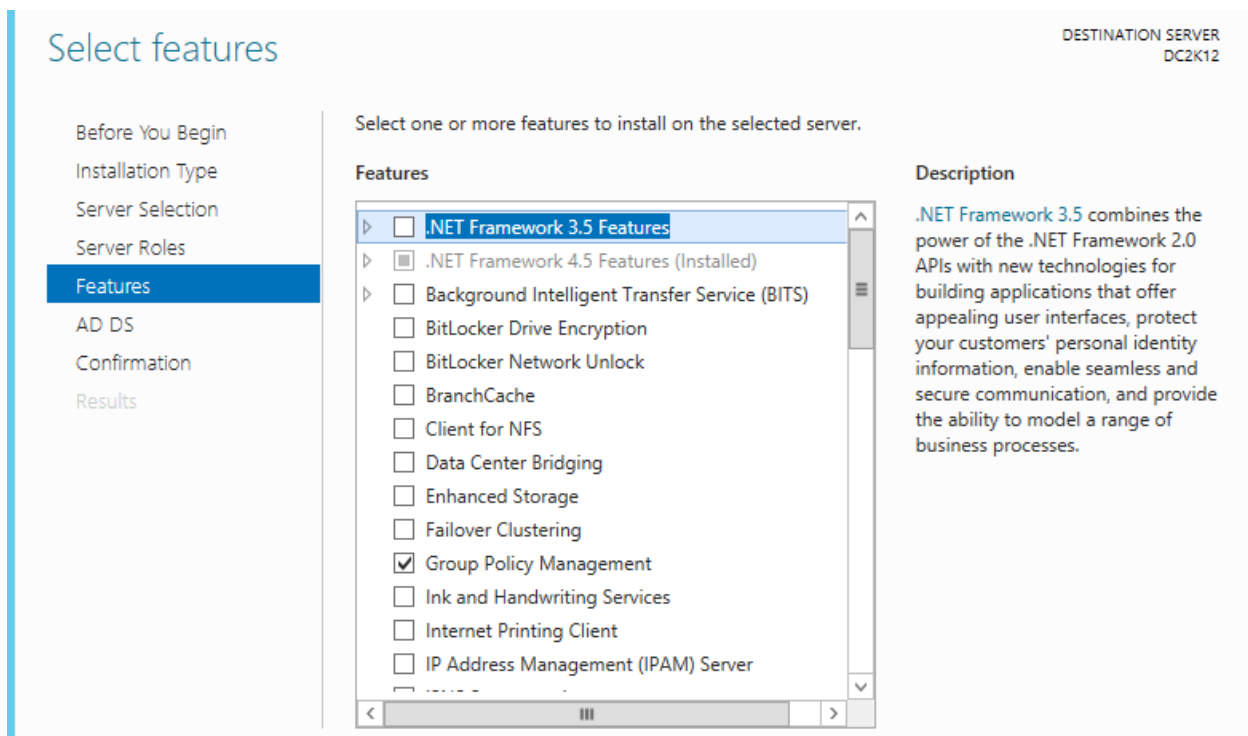 Select features
DESTINATION SERVER
DC2K12
Before You Begin
Installation Type
Server Selection
Server Roles
Features
AD DS
Confirmation
Results
Select one or more features to install on the selected server.
Features
.NET Framework 3.5 Features
.NET Framework 4.5 Features (Installed)
Background Intelligent Transfer Service (BITS)
BitLocker Drive Encryption
BitLocker Network Unlock
BranchCache
Client for NFS
Data Center Bridging
Enhanced Storage
Failover Clustering
Group Policy Management
Ink and Handwriting Services
Internet Printing Client
IP Address Management (IPAM) Server
Description
.NET Framework 3.5 combines the
power of the .NET Framework 2.0
APIs with new technologies for
building applications that offer
appealing user interfaces, protect
your customers' personal identity
information, enable seamless and
secure communication, and provide
the ability to model a range of
business processes.